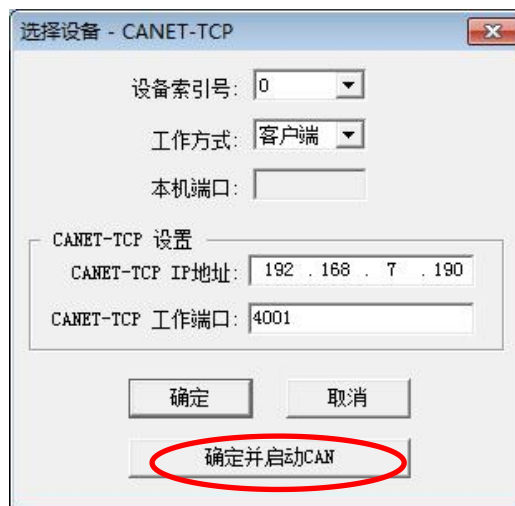 选择设备 - CANET-TCP
设备索引号: 0
工作方式: 客户端
本机端口:
CANET-TCP 设置
CANET-TCP IP地址: 192 . 168 . 7 . 190
CANET-TCP 工作端口: 4001
确定 取消
确定并启动CAN